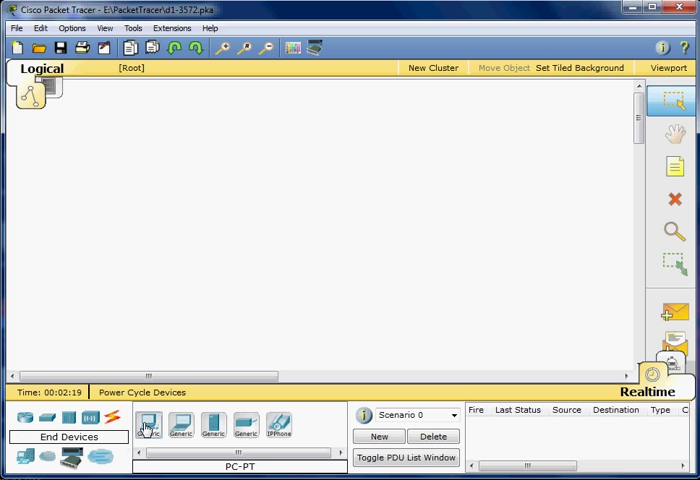 Cisco Packet Tracer - E:\PacketTracer\d1-3572.pka
File Edit Options View Tools Extensions Help
Logical [Root] New Cluster Move Object Set Tiled Background Viewport
Time: 00:02:19 Power Cycle Devices Realtime
Generic Generic Generic Generic IPPhone
End Devices
PC-PT
Scenario 0
New Delete
Toggle PDU List Window
Fire Last Status Source Destination Type C